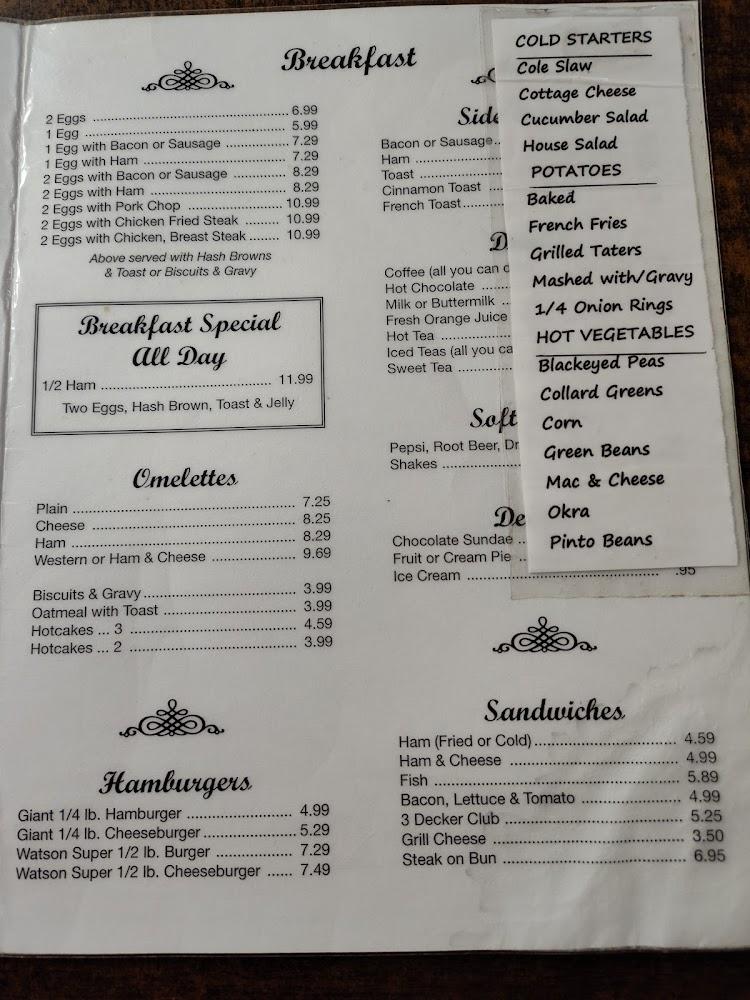 Breakfast
2 Eggs ........ 6.99
1 Egg ........ 5.99
1 Egg with Bacon or Sausage ........ 7.29
1 Egg with Ham ........ 7.29
2 Eggs with Bacon or Sausage ........ 8.29
2 Eggs with Ham ........ 8.29
2 Eggs with Pork Chop ........ 10.99
2 Eggs with Chicken Fried Steak ........ 10.99
2 Eggs with Chicken, Breast Steak ........ 10.99
Above served with Hash Browns
& Toast or Biscuits & Gravy
Breakfast Special
All Day
1/2 Ham ........ 11.99
Two Eggs, Hash Brown, Toast & Jelly
Omelettes
Plain ........ 7.25
Cheese ........ 8.25
Ham ........ 8.29
Western or Ham & Cheese ........ 9.69
Biscuits & Gravy ........ 3.99
Oatmeal with Toast ........ 3.99
Hotcakes ... 3 ........ 4.59
Hotcakes ... 2 ........ 3.99
Hamburgers
Giant 1/4 lb. Hamburger ........ 4.99
Giant 1/4 lb. Cheeseburger ........ 5.29
Watson Super 1/2 lb. Burger ........ 7.29
Watson Super 1/2 lb. Cheeseburger ...... 7.49
Side
Bacon or Sausage..
Ham ........
Toast ........
Cinnamon Toast ...
French Toast ........
Coffee (all you can
Hot Chocolate ......
Milk or Buttermilk ..
Fresh Orange Juice
Hot Tea ........
Iced Teas (all you ca
Sweet Tea ........
Soft
Pepsi, Root Beer, Dr
Shakes ........
De
Chocolate Sundae ..
Fruit or Cream Pie ..
Ice Cream ........ .95
Sandwiches
Ham (Fried or Cold) ........ 4.59
Ham & Cheese ........ 4.99
Fish ........ 5.89
Bacon, Lettuce & Tomato ........ 4.99
3 Decker Club ........ 5.25
Grill Cheese ........ 3.50
Steak on Bun ........ 6.95
COLD STARTERS
Cole Slaw
Cottage Cheese
Cucumber Salad
House Salad
POTATOES
Baked
French Fries
Grilled Taters
Mashed with/Gravy
1/4 Onion Rings
HOT VEGETABLES
Blackeyed Peas
Collard Greens
Corn
Green Beans
Mac & Cheese
Okra
Pinto Beans